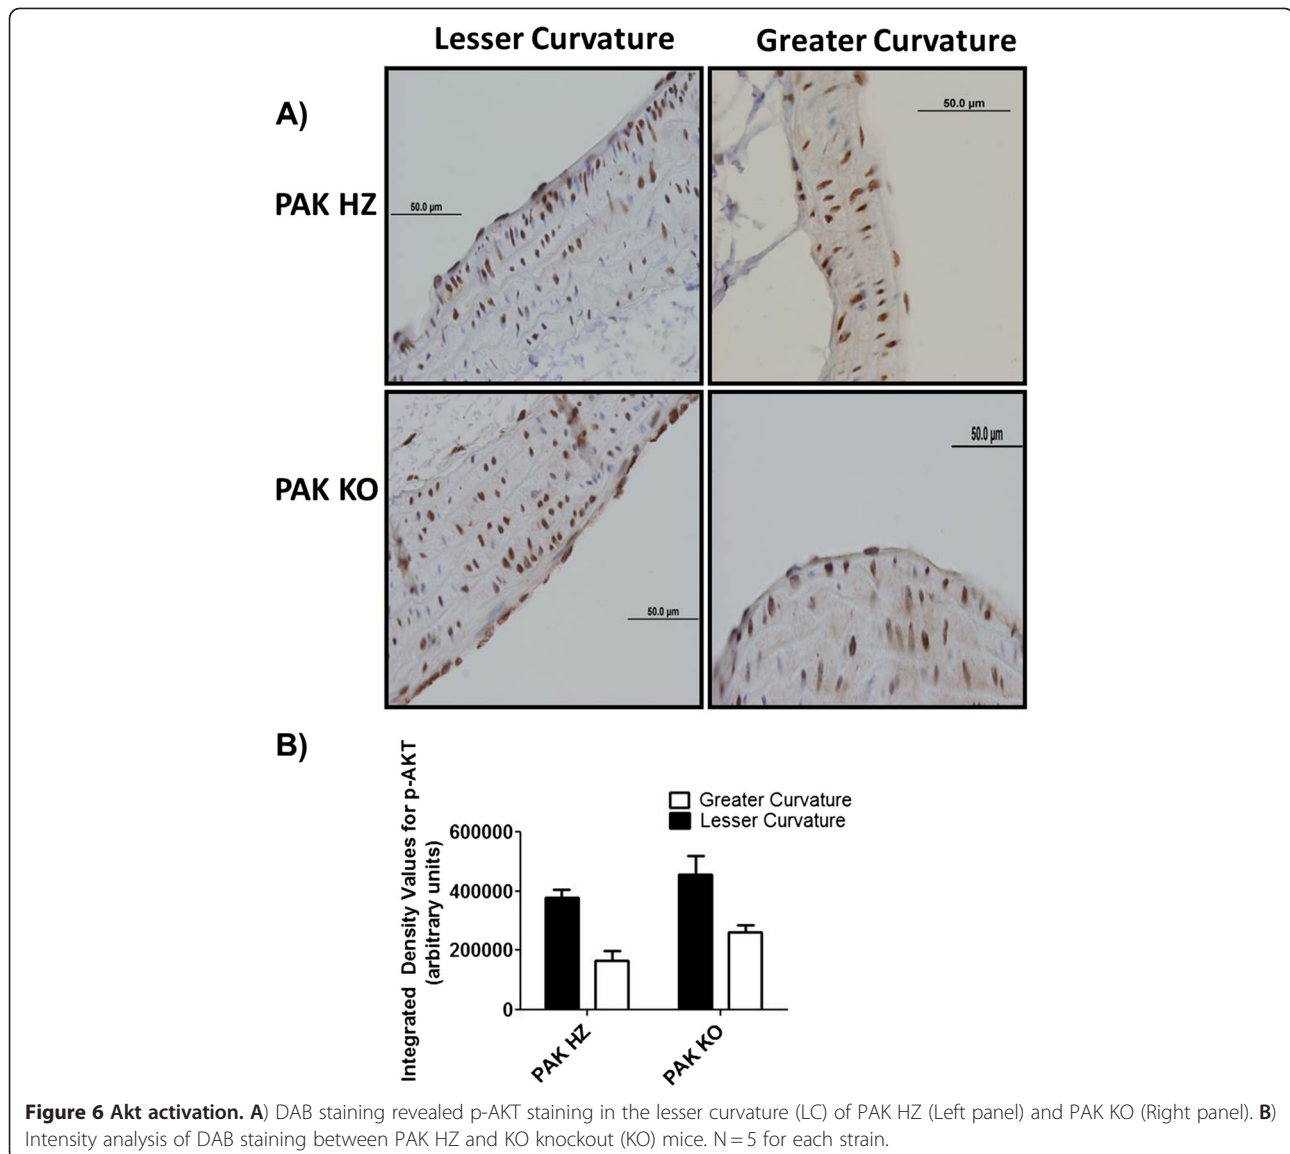 Lesser Curvature
Greater Curvature
A)
PAK HZ
50.0 µm
50.0 µm
PAK KO
50.0 µm
50.0 µm
B)
Integrated Density Values for p-AKT
(arbitrary units)
Greater Curvature
Lesser Curvature
600000
400000
200000
0
PAK HZ
PAK KO
Figure 6 Akt activation. A) DAB staining revealed p-AKT staining in the lesser curvature (LC) of PAK HZ (Left panel) and PAK KO (Right panel). B)
Intensity analysis of DAB staining between PAK HZ and KO knockout (KO) mice. N = 5 for each strain.